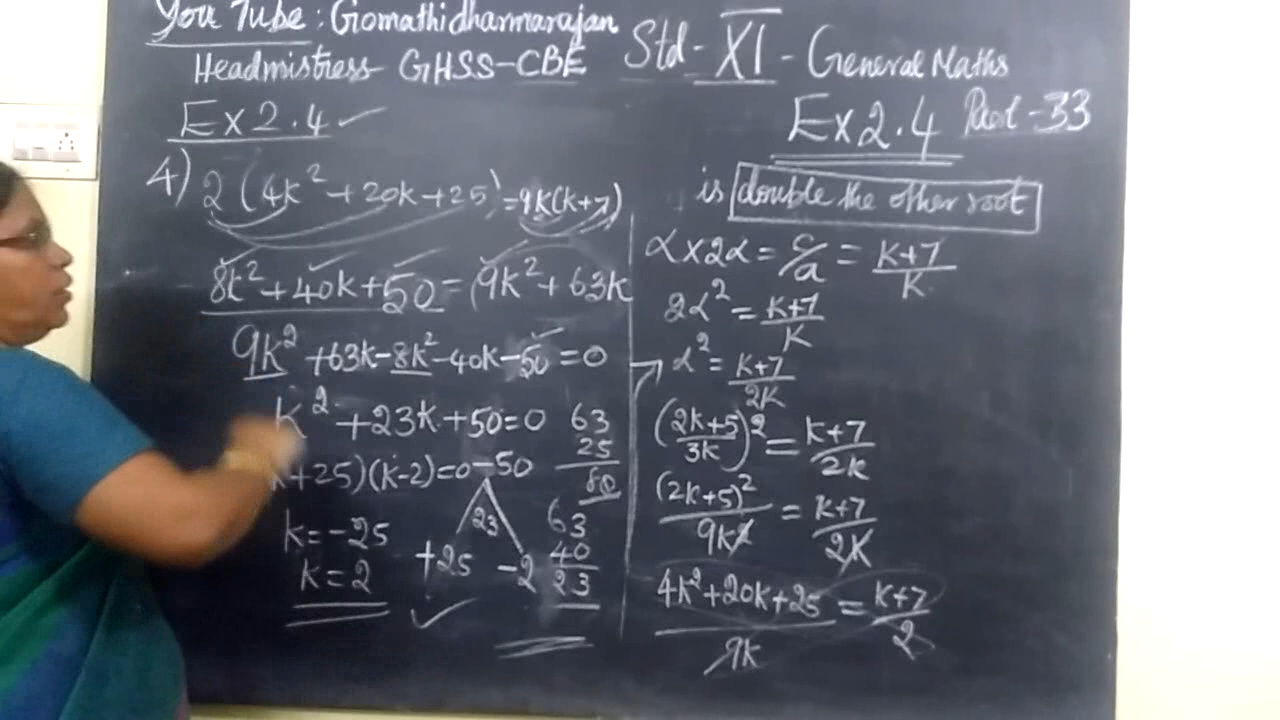 You Tube : Gomathidharmarajan
Headmistress GHSS-CBE
Std - XI - General Maths
Ex 2.4 ✓
Ex 2.4 Part - 33
4) 2(4k² + 20k + 25) = 9k(k+7)
8k² + 40k + 50 = (9k² + 63k
9k² + 63k - 8k² - 40k - 50 = 0
k² + 23k + 50 = 0
+25)(k-2) = 0
k = -25
k = 2
-50
23
+25 -2
63
25
80
63
40
23
is double the other root
α × 2α = c/a = (k+7)/k
2α² = (k+7)/k
α² = (k+7)/2k
((2k+5)/3k)² = (k+7)/2k
(2k+5)²/9k² = (k+7)/2k
(4k² + 20k + 25)/9k = (k+7)/2